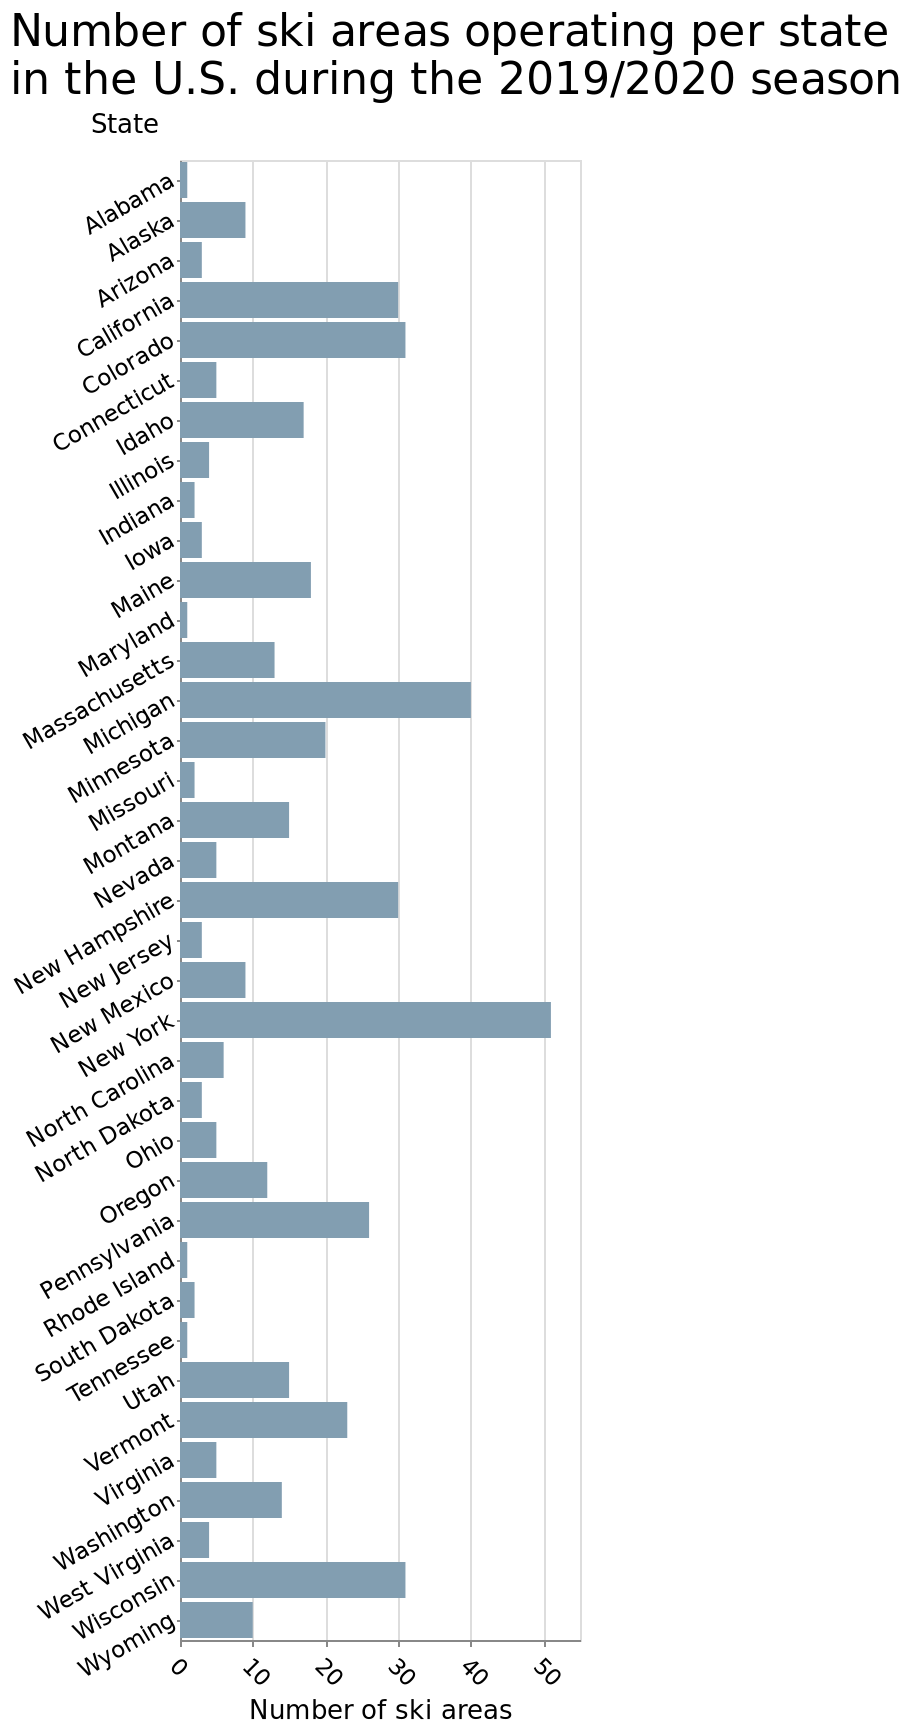 Number of ski areas operating per state
in the U.S. during the 2019/2020 season
State
Alabama
Alaska
Arizona
California
Colorado
Connecticut
Idaho
Illinois
Indiana
Iowa
Maine
Maryland
Massachusetts
Michigan
Minnesota
Missouri
Montana
Nevada
New Hampshire
New Jersey
New Mexico
New York
North Carolina
North Dakota
Ohio
Oregon
Pennsylvania
Rhode Island
South Dakota
Tennessee
Utah
Vermont
Virginia
Washington
West Virginia
Wisconsin
Wyoming
0 10 20 30 40 50
Number of ski areas